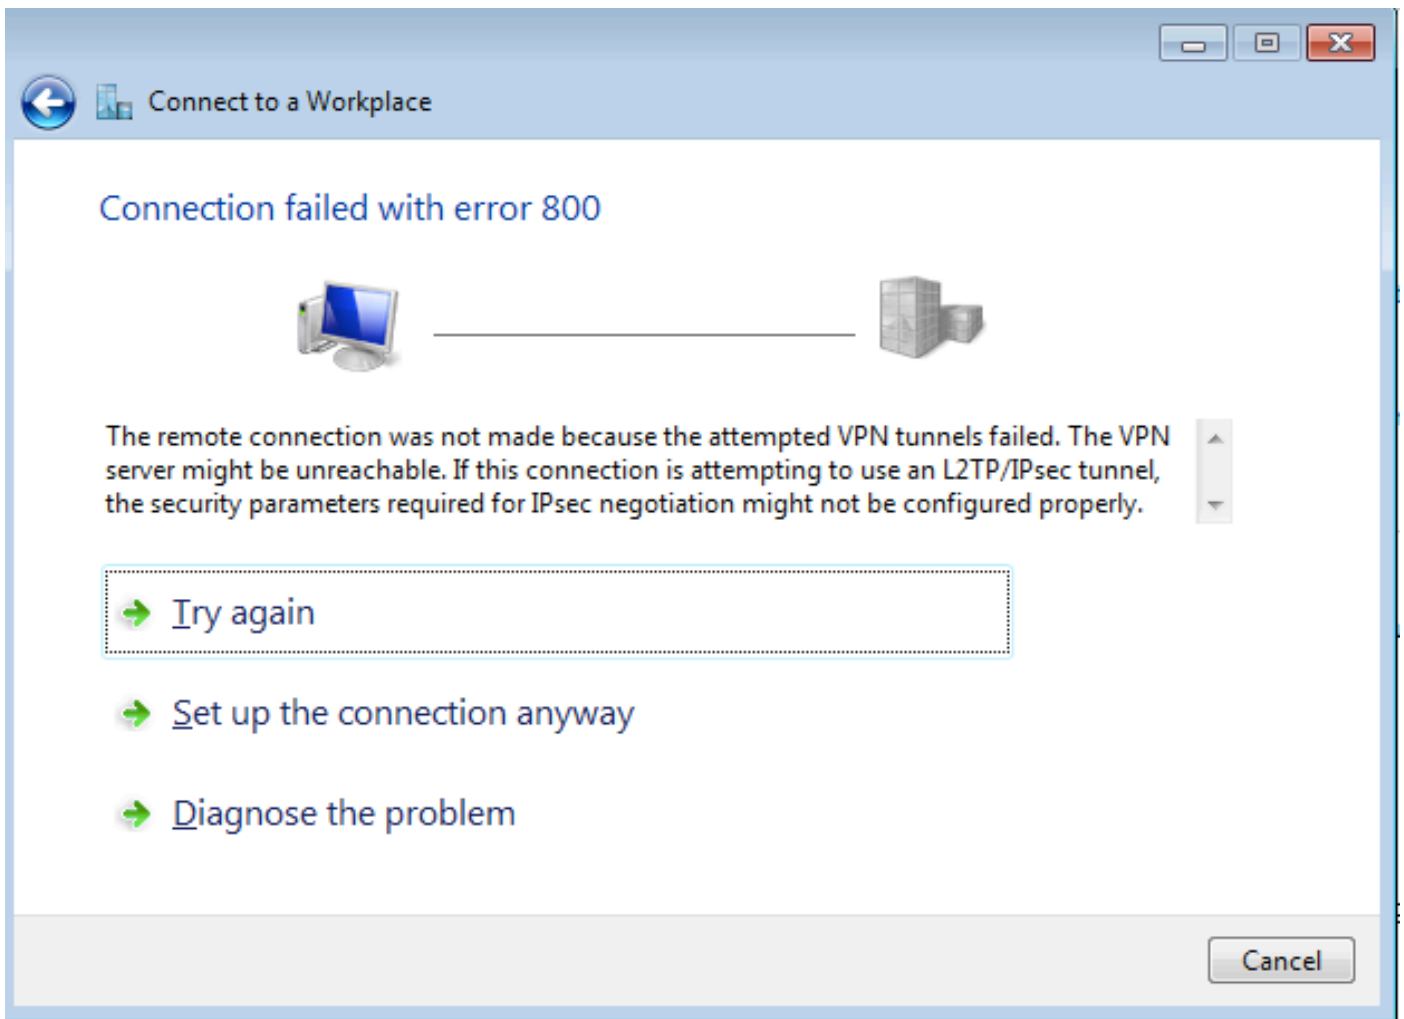 Connect to a Workplace
Connection failed with error 800
The remote connection was not made because the attempted VPN tunnels failed. The VPN
server might be unreachable. If this connection is attempting to use an L2TP/IPsec tunnel,
the security parameters required for IPsec negotiation might not be configured properly.
Try again
Set up the connection anyway
Diagnose the problem
Cancel